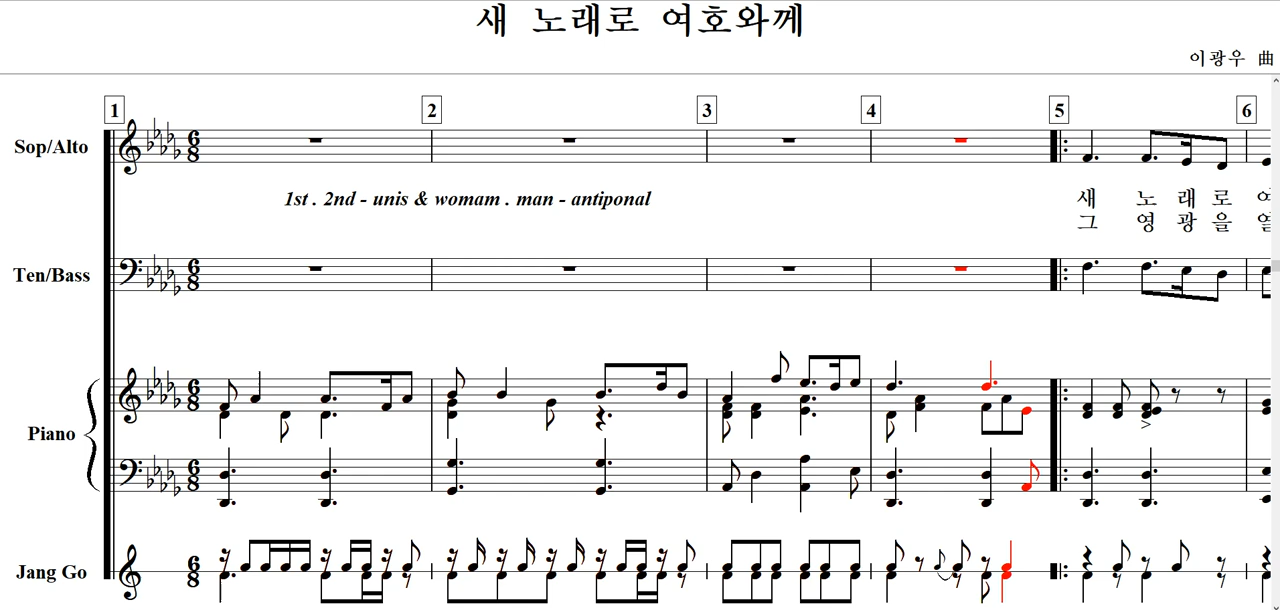 새 노래로 여호와께
이광우 曲
1 2 3 4 5 6
Sop/Alto
1st . 2nd - unis & womam . man - antiponal
새 노 래 로 여
그 영 광 을
Ten/Bass
Piano
Jang Go